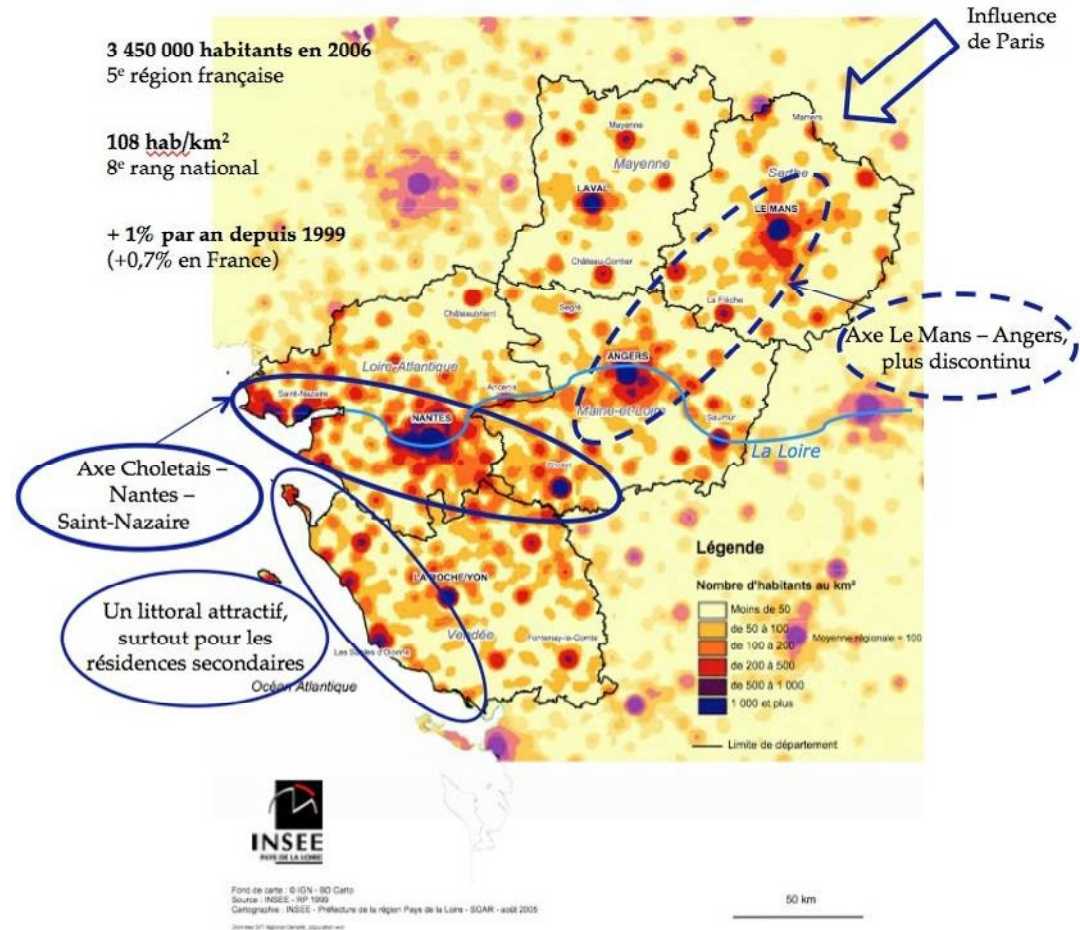 3 450 000 habitants en 2006
5e région française
108 hab/km²
8e rang national
+ 1% par an depuis 1999
(+0,7% en France)
Influence
de Paris
Mamers
Mayenne
Mayenne
Sarthe
LAVAL
LE MANS
Château-Gontier
La Flèche
Segré
Châteaubriant
Axe Le Mans – Angers,
plus discontinu
Loire-Atlantique
ANGERS
Ancenis
Saint-Nazaire
Maine-et-Loire
NANTES
Saumur
La Loire
Cholet
Axe Choletais –
Nantes –
Saint-Nazaire
LA ROCHE/YON
Vendée
Fontenay-le-Comte
Les Sables d'Olonne
Un littoral attractif,
surtout pour les
résidences secondaires
Océan Atlantique
Légende
Nombre d'habitants au km²
Moins de 50
de 50 à 100
de 100 à 200
Moyenne régionale = 100
de 200 à 500
de 500 à 1 000
1 000 et plus
Limite de département
INSEE
PAYS DE LA LOIRE
Fond de carte : © IGN - BD Carto
Source : INSEE - RP 1999
Cartographie : INSEE - Préfecture de la région Pays de la Loire - SGAR - août 2005
50 km